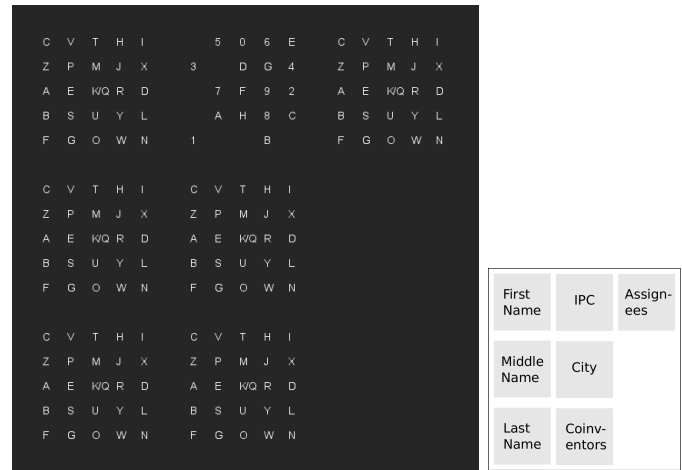 C V T H I 5 0 6 E C V T H I
Z P M J X 3 D G 4 Z P M J X
A E K/Q R D 7 F 9 2 A E K/Q R D
B S U Y L A H 8 C B S U Y L
F G O W N 1 B F G O W N
C V T H I C V T H I
Z P M J X Z P M J X
A E K/Q R D A E K/Q R D
B S U Y L B S U Y L
F G O W N F G O W N
C V T H I C V T H I
Z P M J X Z P M J X
A E K/Q R D A E K/Q R D
B S U Y L B S U Y L
F G O W N F G O W N
First
Name
IPC
Assign-
ees
Middle
Name
City
Last
Name
Coinv-
entors